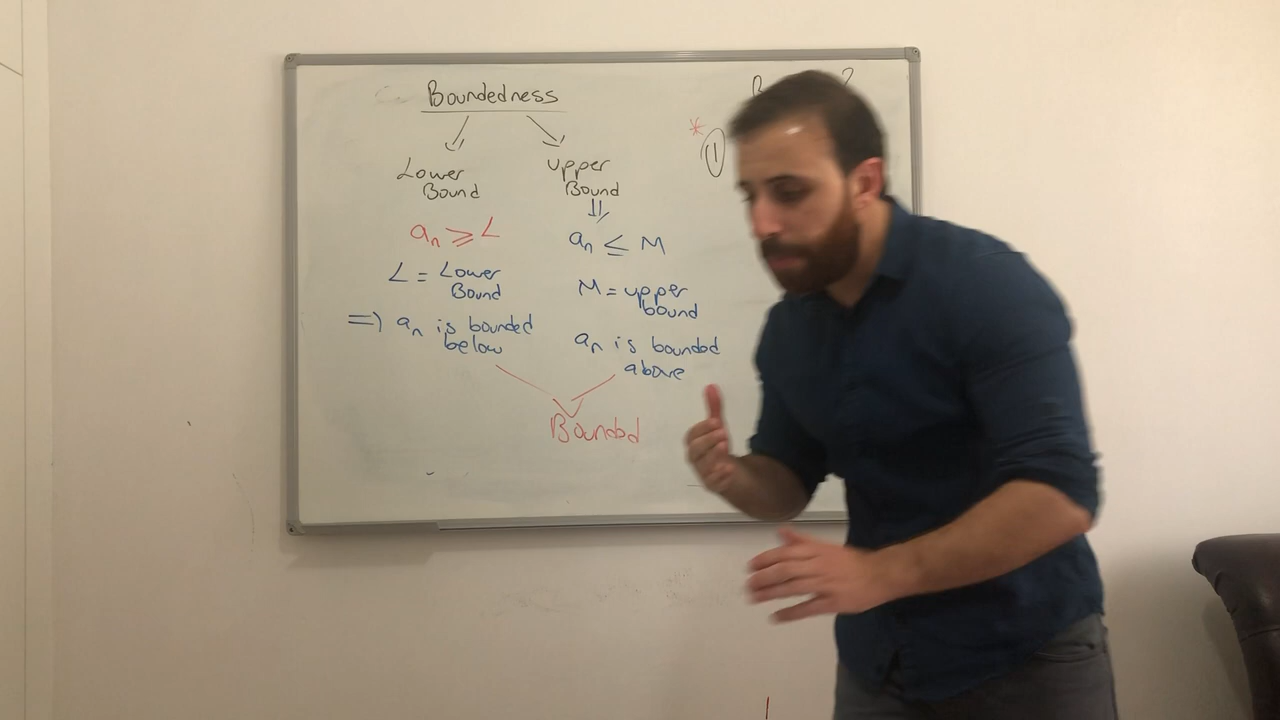 Boundedness
Lower
Bound
upper
Bound
aₙ ≥ L
L = Lower
Bound
=> aₙ is bounded
below
aₙ ≤ M
M = upper
bound
aₙ is bounded
above
Bounded
* ①
?